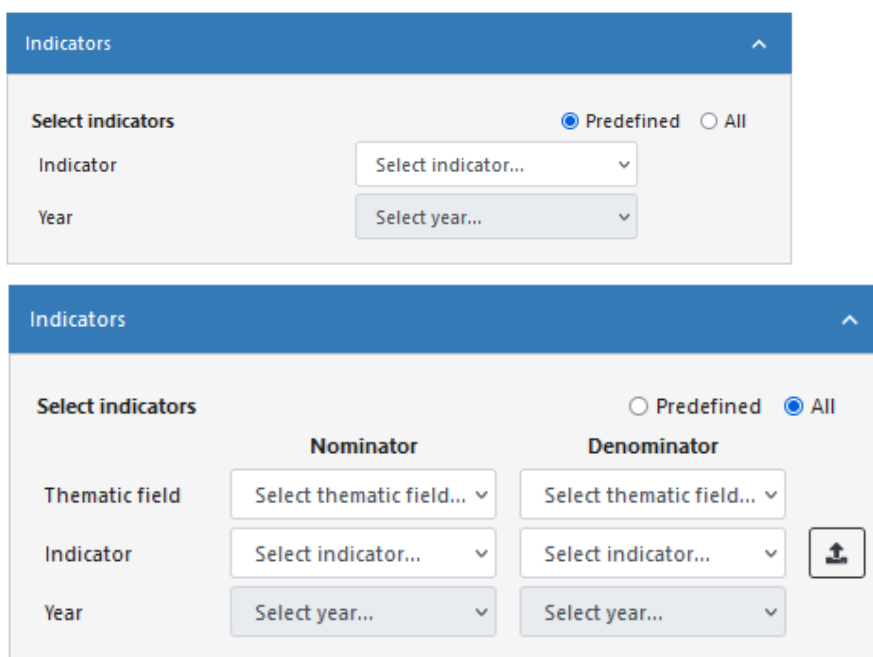 Indicators
Select indicators Predefined All
Indicator Select indicator...
Year Select year...
Indicators
Select indicators Predefined All
Nominator Denominator
Thematic field Select thematic field... Select thematic field...
Indicator Select indicator... Select indicator...
Year Select year... Select year...